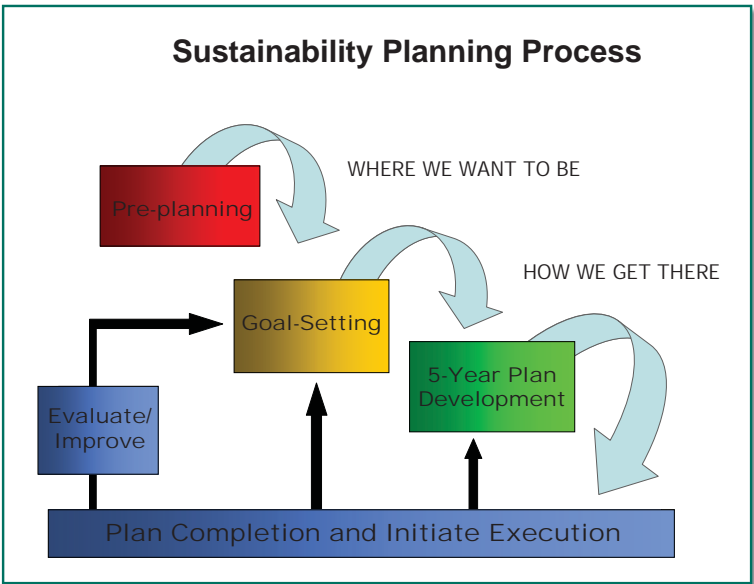 Sustainability Planning Process
WHERE WE WANT TO BE
Pre-planning
HOW WE GET THERE
Goal-Setting
5-Year Plan
Development
Evaluate/
Improve
Plan Completion and Initiate Execution